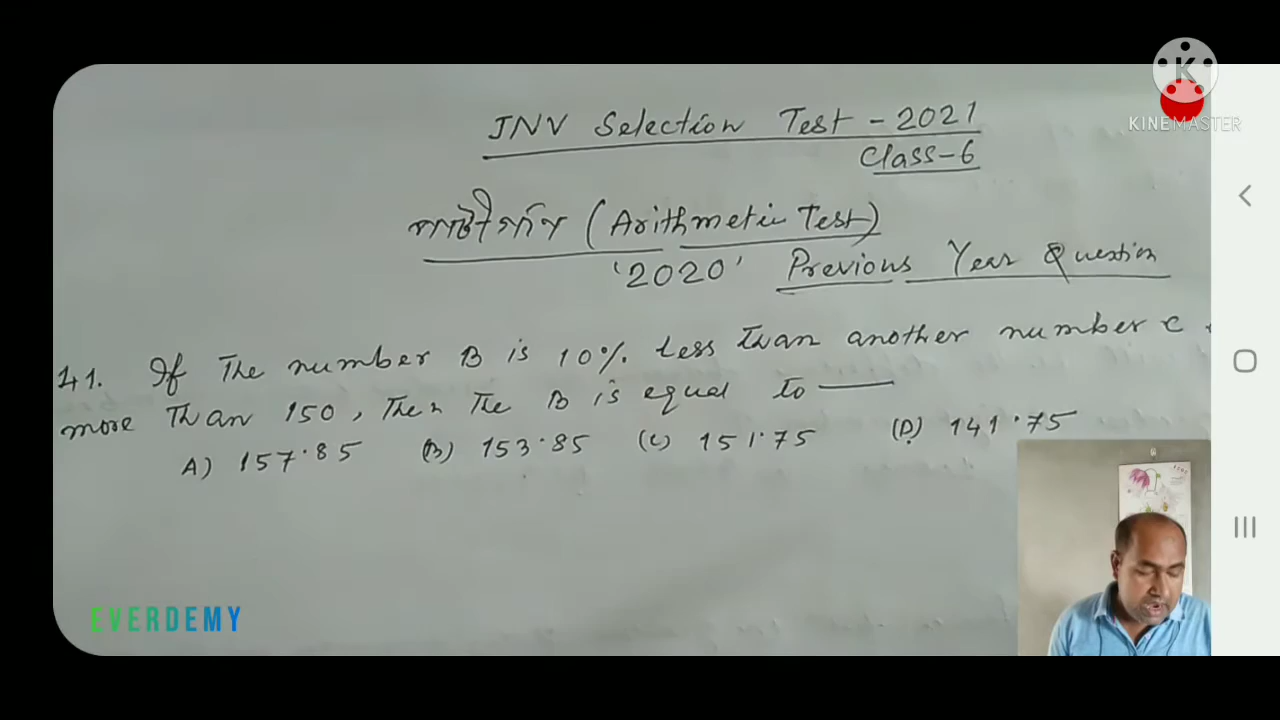 JNV Selection Test - 2021
Class-6
পাটীগণিত (Arithmetic Test)
'2020' Previous Year Question
41. If The number B is 10% less than another number C
more Than 150, Then The B is equal to ——
A) 157.85 (B) 153.85 (C) 151.75 (D) 141.75
KINEMASTER
EVERDEMY